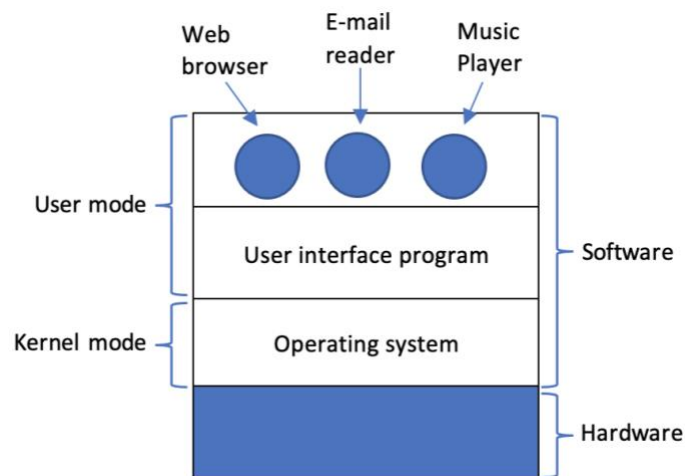 Web
browser
E-mail
reader
Music
Player
User mode
User interface program
Software
Kernel mode
Operating system
Hardware